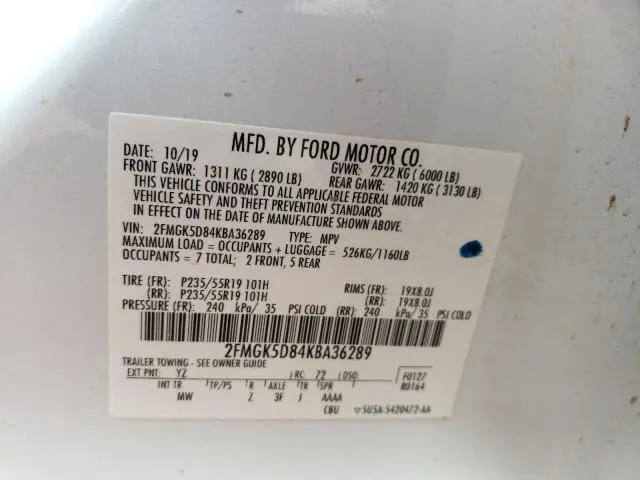 MFD. BY FORD MOTOR CO.
DATE: 10/19 GVWR: 2722 KG ( 6000 LB)
FRONT GAWR: 1311 KG ( 2890 LB) REAR GAWR: 1420 KG ( 3130 LB)
THIS VEHICLE CONFORMS TO ALL APPLICABLE FEDERAL MOTOR
VEHICLE SAFETY AND THEFT PREVENTION STANDARDS
IN EFFECT ON THE DATE OF MANUFACTURE SHOWN ABOVE.
VIN: 2FMGK5D84KBA36289 TYPE: MPV
MAXIMUM LOAD = OCCUPANTS + LUGGAGE = 526KG/1160LB
OCCUPANTS = 7 TOTAL; 2 FRONT, 5 REAR
TIRE (FR): P235/55R19 101H RIMS (FR): 19X8.0J
(RR): P235/55R19 101H (RR): 19X8.0J
PRESSURE (FR): 240 kPa/ 35 PSI COLD (RR): 240 kPa/ 35 PSI COLD
2FMGK5D84KBA36289
TRAILER TOWING - SEE OWNER GUIDE
EXT PNT: YZ RC: 72 DSO: F0127
INT TR TP/PS R AXLE TR SPR R0164
MW Z 3F J AAAA
CBU 5U5A-5420472-AA